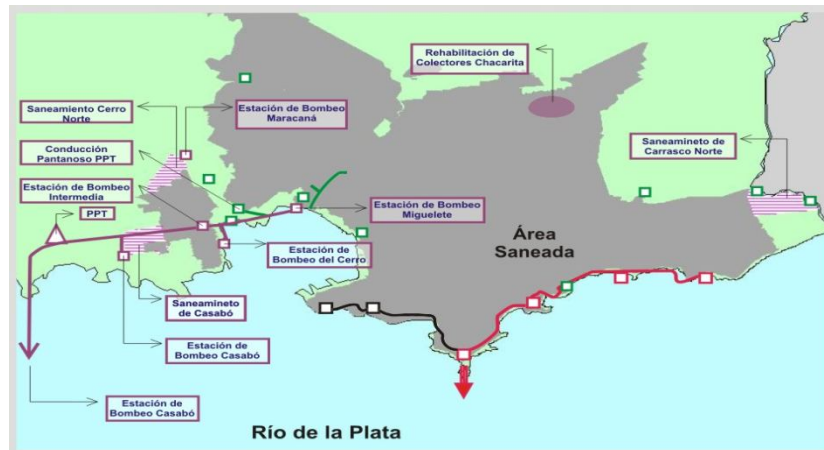 Rehabilitación de
Colectores Chacarita
Saneamiento Cerro
Norte
Estación de Bombeo
Maracaná
Conducción
Pantanoso PPT
Saneamineto de
Carrasco Norte
Estación de Bombeo
Intermedia
Estación de Bombeo
Miguelete
PPT
Área
Saneada
Estación de
Bombeo del Cerro
Saneamineto
de Casabó
Estación de
Bombeo Casabó
Estación de
Bombeo Casabó
Río de la Plata